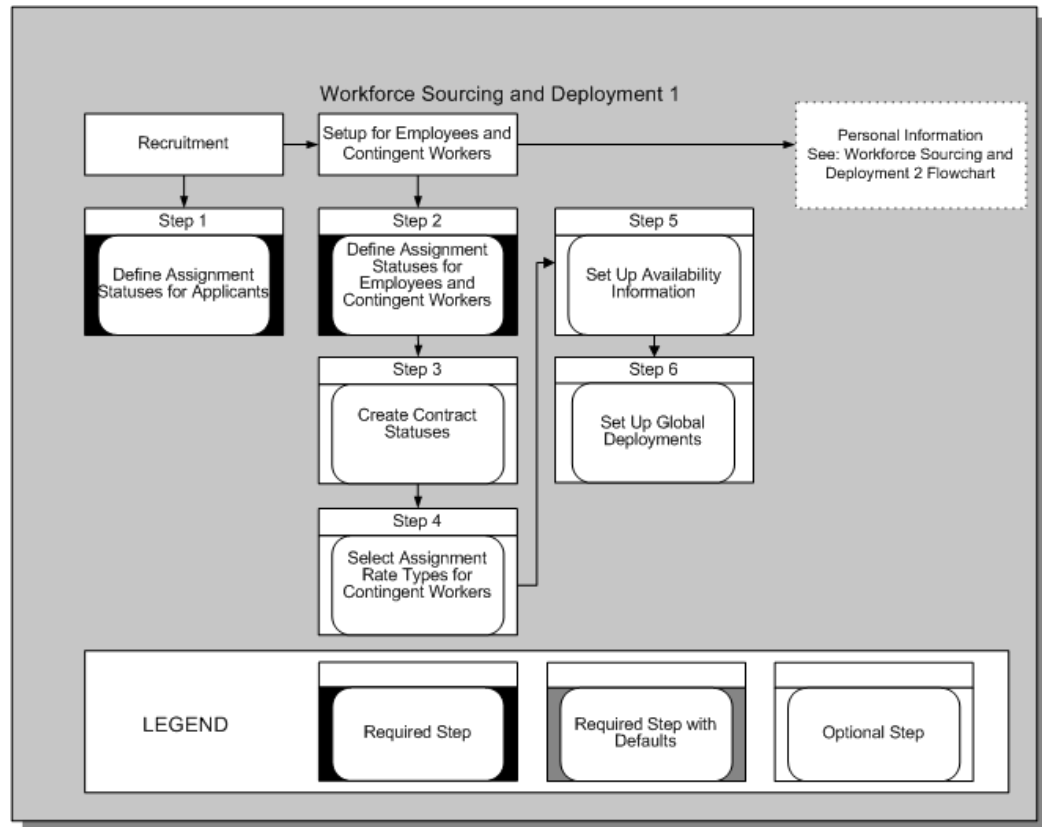 Workforce Sourcing and Deployment 1
Recruitment
Setup for Employees and
Contingent Workers
Personal Information
See: Workforce Sourcing and
Deployment 2 Flowchart
Step 1
Define Assignment
Statuses for Applicants
Step 2
Define Assignment
Statuses for
Employees and
Contingent Workers
Step 3
Create Contract
Statuses
Step 4
Select Assignment
Rate Types for
Contingent Workers
Step 5
Set Up Availability
Information
Step 6
Set Up Global
Deployments
LEGEND
Required Step
Required Step with
Defaults
Optional Step